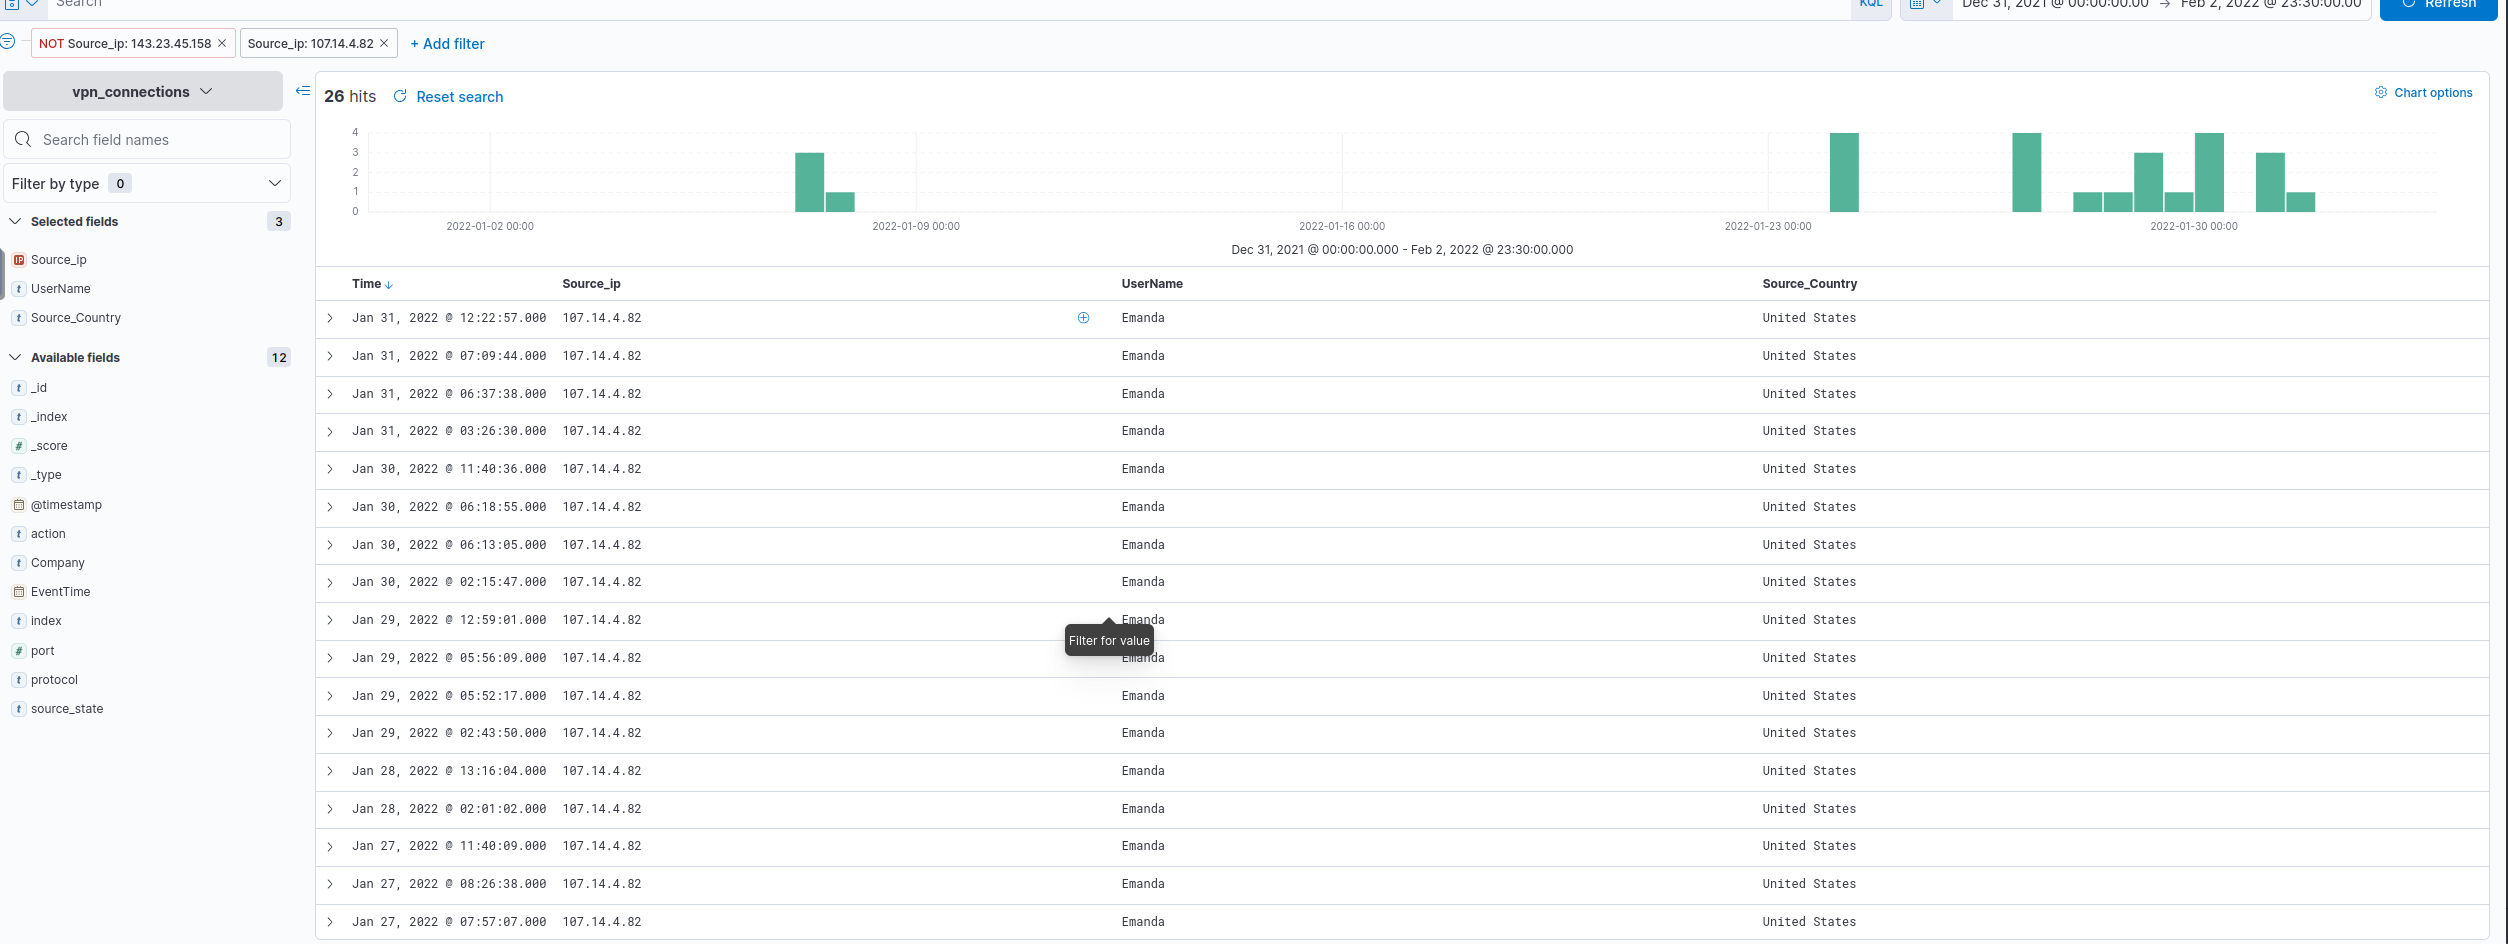 Search KQL Dec 31, 2021 @ 00:00:00.00 → Feb 2, 2022 @ 23:30:00.00 Refresh
NOT Source_ip: 143.23.45.158 × Source_ip: 107.14.4.82 × + Add filter
vpn_connections
26 hits Reset search Chart options
Search field names
Filter by type 0
4
3
2
1
0
2022-01-02 00:00 2022-01-09 00:00 2022-01-16 00:00 2022-01-23 00:00 2022-01-30 00:00
Dec 31, 2021 @ 00:00:00.000 - Feb 2, 2022 @ 23:30:00.000
Selected fields 3
Source_ip
UserName
Source_Country
Available fields 12
_id
_index
_score
_type
@timestamp
action
Company
EventTime
index
port
protocol
source_state
Time Source_ip UserName Source_Country
Jan 31, 2022 @ 12:22:57.000 107.14.4.82 Emanda United States
Jan 31, 2022 @ 07:09:44.000 107.14.4.82 Emanda United States
Jan 31, 2022 @ 06:37:38.000 107.14.4.82 Emanda United States
Jan 31, 2022 @ 03:26:30.000 107.14.4.82 Emanda United States
Jan 30, 2022 @ 11:40:36.000 107.14.4.82 Emanda United States
Jan 30, 2022 @ 06:18:55.000 107.14.4.82 Emanda United States
Jan 30, 2022 @ 06:13:05.000 107.14.4.82 Emanda United States
Jan 30, 2022 @ 02:15:47.000 107.14.4.82 Emanda United States
Jan 29, 2022 @ 12:59:01.000 107.14.4.82 Emanda United States
Filter for value
Jan 29, 2022 @ 05:56:09.000 107.14.4.82 Emanda United States
Jan 29, 2022 @ 05:52:17.000 107.14.4.82 Emanda United States
Jan 29, 2022 @ 02:43:50.000 107.14.4.82 Emanda United States
Jan 28, 2022 @ 13:16:04.000 107.14.4.82 Emanda United States
Jan 28, 2022 @ 02:01:02.000 107.14.4.82 Emanda United States
Jan 27, 2022 @ 11:40:09.000 107.14.4.82 Emanda United States
Jan 27, 2022 @ 08:26:38.000 107.14.4.82 Emanda United States
Jan 27, 2022 @ 07:57:07.000 107.14.4.82 Emanda United States